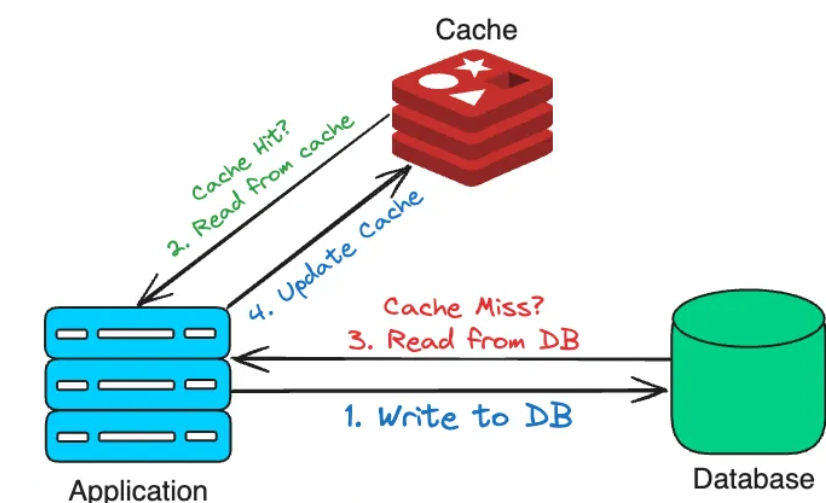 Cache
Cache Hit?
2. Read from cache
4. Update Cache
Cache Miss?
3. Read from DB
1. Write to DB
Application
Database